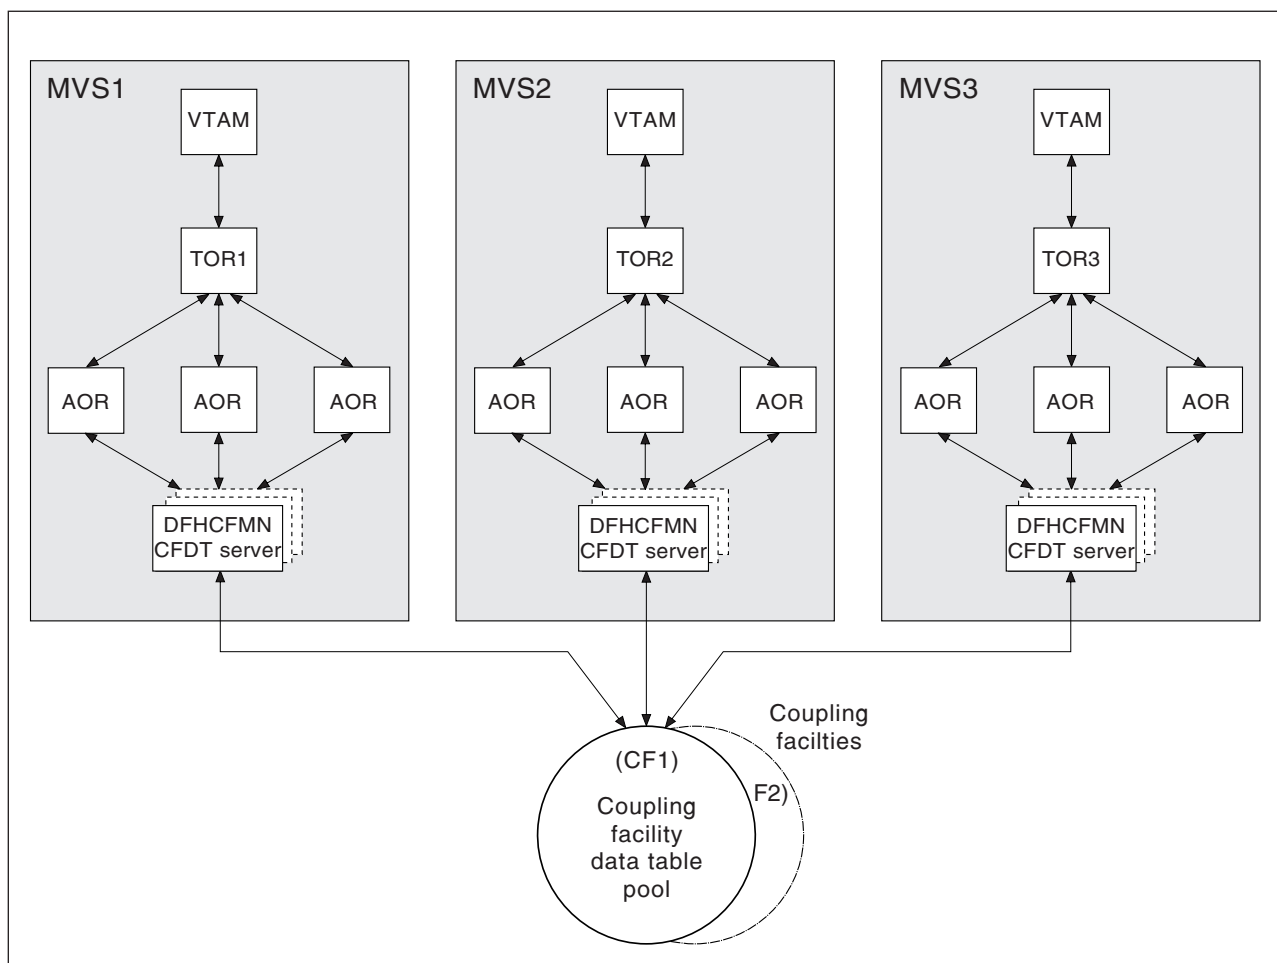 MVS1
VTAM
TOR1
AOR
AOR
AOR
DFHCFMN
CFDT server
MVS2
VTAM
TOR2
AOR
AOR
AOR
DFHCFMN
CFDT server
MVS3
VTAM
TOR3
AOR
AOR
AOR
DFHCFMN
CFDT server
Coupling
facilties
(CF1)
F2)
Coupling
facility
data table
pool